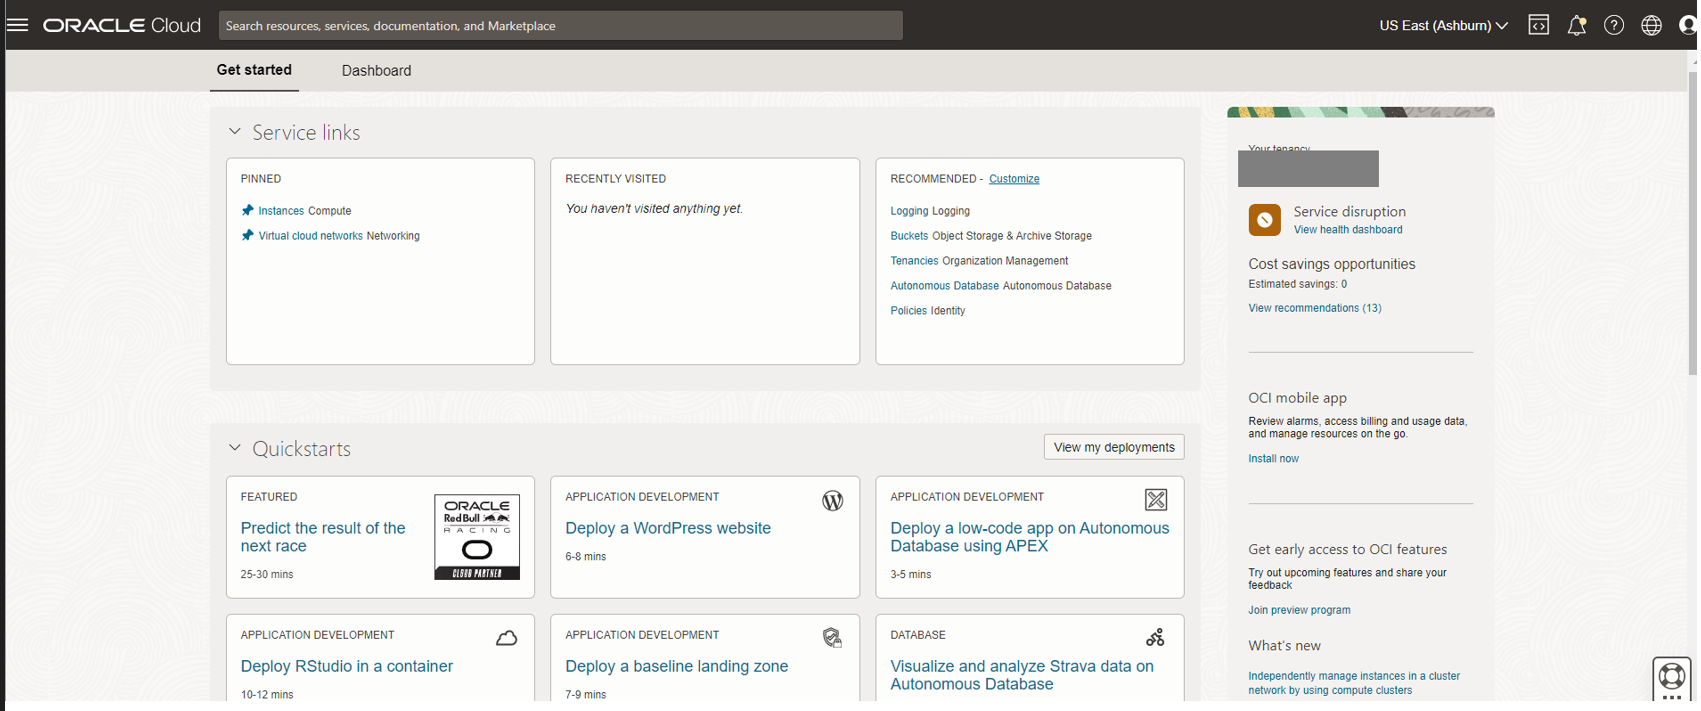 ORACLE Cloud
Search resources, services, documentation, and Marketplace
US East (Ashburn)
Get started
Dashboard
Service links
PINNED
Instances Compute
Virtual cloud networks Networking
RECENTLY VISITED
You haven't visited anything yet.
RECOMMENDED - Customize
Logging Logging
Buckets Object Storage & Archive Storage
Tenancies Organization Management
Autonomous Database Autonomous Database
Policies Identity
Your tenancy
Service disruption
View health dashboard
Cost savings opportunities
Estimated savings: 0
View recommendations (13)
OCI mobile app
Review alarms, access billing and usage data,
and manage resources on the go.
Install now
Get early access to OCI features
Try out upcoming features and share your
feedback
Join preview program
What's new
Independently manage instances in a cluster
network by using compute clusters
Quickstarts
View my deployments
FEATURED
Predict the result of the
next race
25-30 mins
ORACLE
Red Bull
RACING
CLOUD PARTNER
APPLICATION DEVELOPMENT
Deploy a WordPress website
6-8 mins
APPLICATION DEVELOPMENT
Deploy a low-code app on Autonomous
Database using APEX
3-5 mins
APPLICATION DEVELOPMENT
Deploy RStudio in a container
10-12 mins
APPLICATION DEVELOPMENT
Deploy a baseline landing zone
7-9 mins
DATABASE
Visualize and analyze Strava data on
Autonomous Database